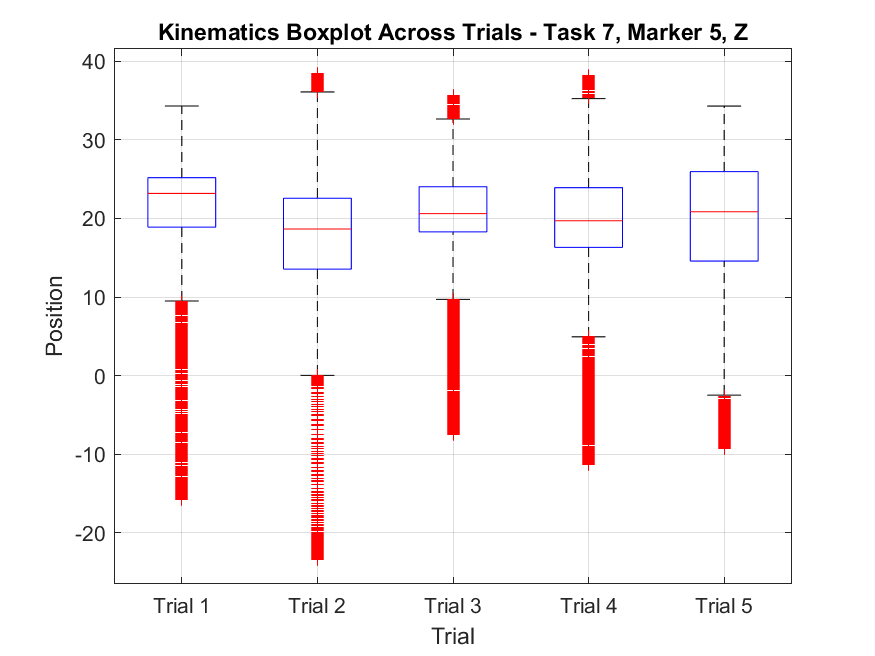 Kinematics Boxplot Across Trials - Task 7, Marker 5, Z
40
30
20
10
0
-10
-20
Position
Trial 1 Trial 2 Trial 3 Trial 4 Trial 5
Trial